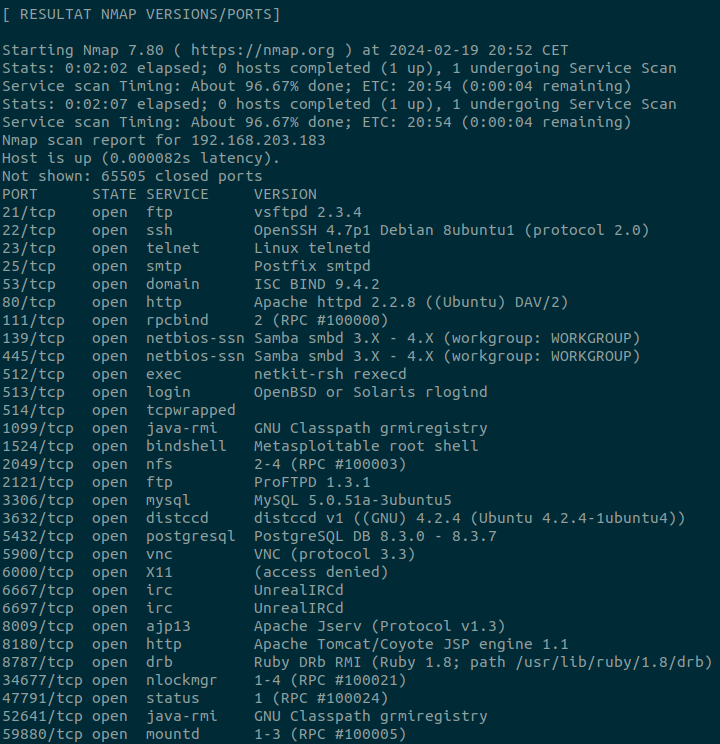 [ RESULTAT NMAP VERSIONS/PORTS]
Starting Nmap 7.80 ( https://nmap.org ) at 2024-02-19 20:52 CET
Stats: 0:02:02 elapsed; 0 hosts completed (1 up), 1 undergoing Service Scan
Service scan Timing: About 96.67% done; ETC: 20:54 (0:00:04 remaining)
Stats: 0:02:07 elapsed; 0 hosts completed (1 up), 1 undergoing Service Scan
Service scan Timing: About 96.67% done; ETC: 20:54 (0:00:04 remaining)
Nmap scan report for 192.168.203.183
Host is up (0.000082s latency).
Not shown: 65505 closed ports
PORT      STATE SERVICE     VERSION
21/tcp    open  ftp         vsftpd 2.3.4
22/tcp    open  ssh         OpenSSH 4.7p1 Debian 8ubuntu1 (protocol 2.0)
23/tcp    open  telnet      Linux telnetd
25/tcp    open  smtp        Postfix smtpd
53/tcp    open  domain      ISC BIND 9.4.2
80/tcp    open  http        Apache httpd 2.2.8 ((Ubuntu) DAV/2)
111/tcp   open  rpcbind     2 (RPC #100000)
139/tcp   open  netbios-ssn Samba smbd 3.X - 4.X (workgroup: WORKGROUP)
445/tcp   open  netbios-ssn Samba smbd 3.X - 4.X (workgroup: WORKGROUP)
512/tcp   open  exec        netkit-rsh rexecd
513/tcp   open  login       OpenBSD or Solaris rlogind
514/tcp   open  tcpwrapped
1099/tcp  open  java-rmi    GNU Classpath grmiregistry
1524/tcp  open  bindshell   Metasploitable root shell
2049/tcp  open  nfs         2-4 (RPC #100003)
2121/tcp  open  ftp         ProFTPD 1.3.1
3306/tcp  open  mysql       MySQL 5.0.51a-3ubuntu5
3632/tcp  open  distccd     distccd v1 ((GNU) 4.2.4 (Ubuntu 4.2.4-1ubuntu4))
5432/tcp  open  postgresql  PostgreSQL DB 8.3.0 - 8.3.7
5900/tcp  open  vnc         VNC (protocol 3.3)
6000/tcp  open  X11         (access denied)
6667/tcp  open  irc         UnrealIRCd
6697/tcp  open  irc         UnrealIRCd
8009/tcp  open  ajp13       Apache Jserv (Protocol v1.3)
8180/tcp  open  http        Apache Tomcat/Coyote JSP engine 1.1
8787/tcp  open  drb         Ruby DRb RMI (Ruby 1.8; path /usr/lib/ruby/1.8/drb)
34677/tcp open  nlockmgr    1-4 (RPC #100021)
47791/tcp open  status      1 (RPC #100024)
52641/tcp open  java-rmi    GNU Classpath grmiregistry
59880/tcp open  mountd      1-3 (RPC #100005)